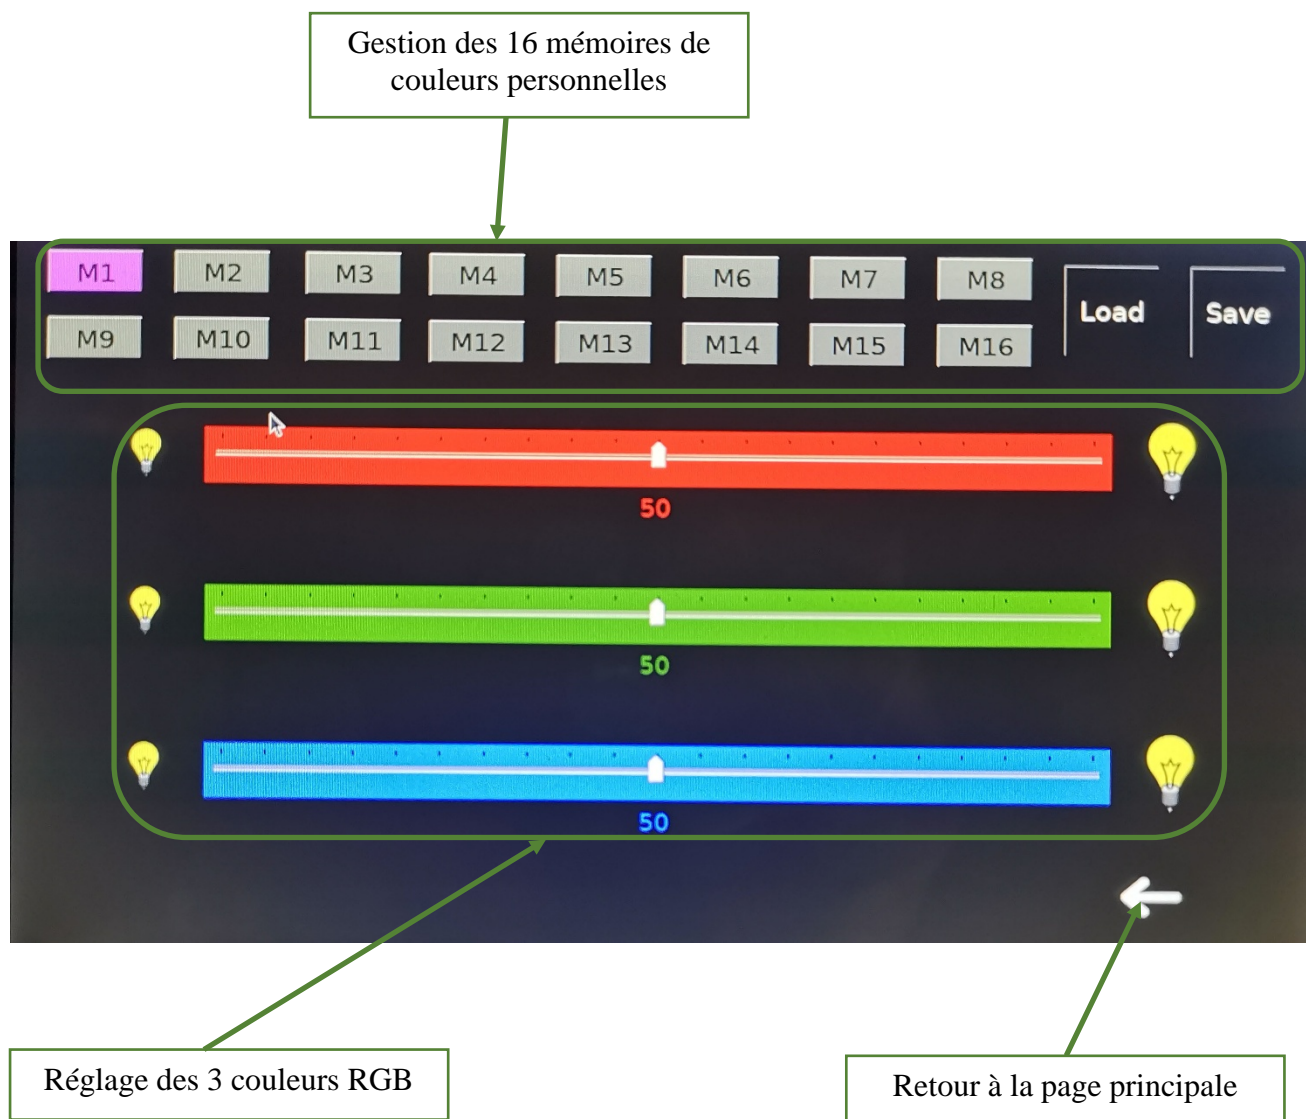 Gestion des 16 mémoires de
couleurs personnelles
M1 M2 M3 M4 M5 M6 M7 M8
Load Save
M9 M10 M11 M12 M13 M14 M15 M16
50
50
50
Réglage des 3 couleurs RGB
Retour à la page principale